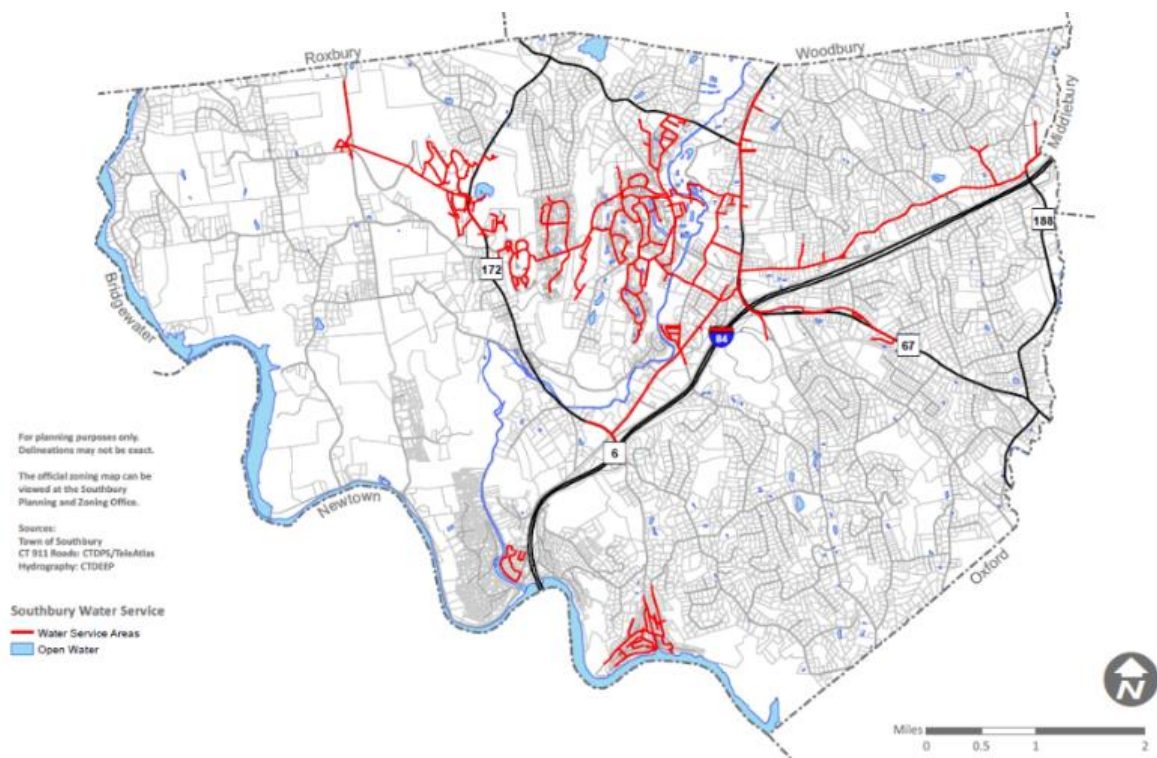 Roxbury
Woodbury
Middlebury
188
172
Bridgewater
84
67
For planning purposes only.
Delineations may not be exact.
6
The official zoning map can be
viewed at the Southbury
Planning and Zoning Office.
Newtown
Sources:
Town of Southbury
CT 911 Roads: CTDPS/TeleAtlas
Hydrography: CTDEEP
Oxford
Southbury Water Service
Water Service Areas
Open Water
N
Miles
0 0.5 1 2